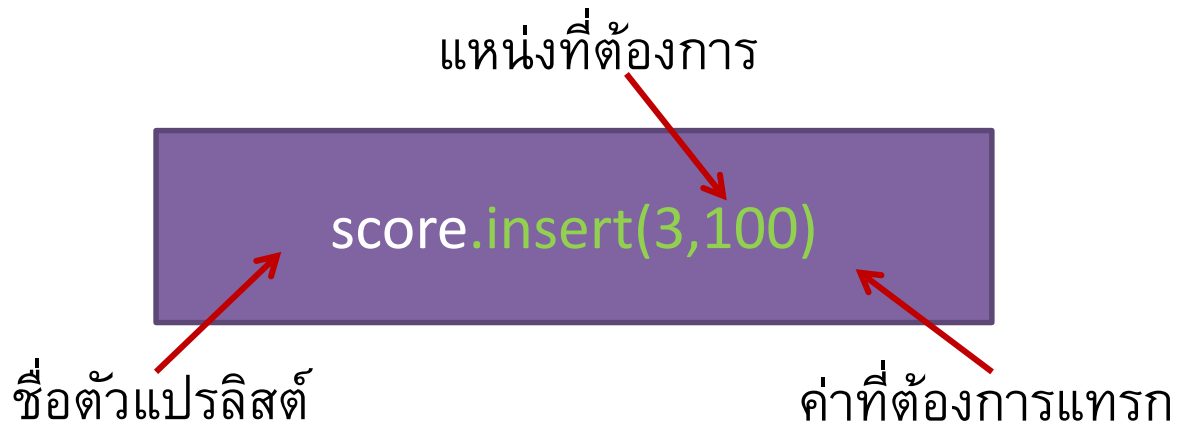 แหน่งที่ต้องการ
score.insert(3,100)
ชื่อตัวแปรลิสต์
ค่าที่ต้องการแทรก